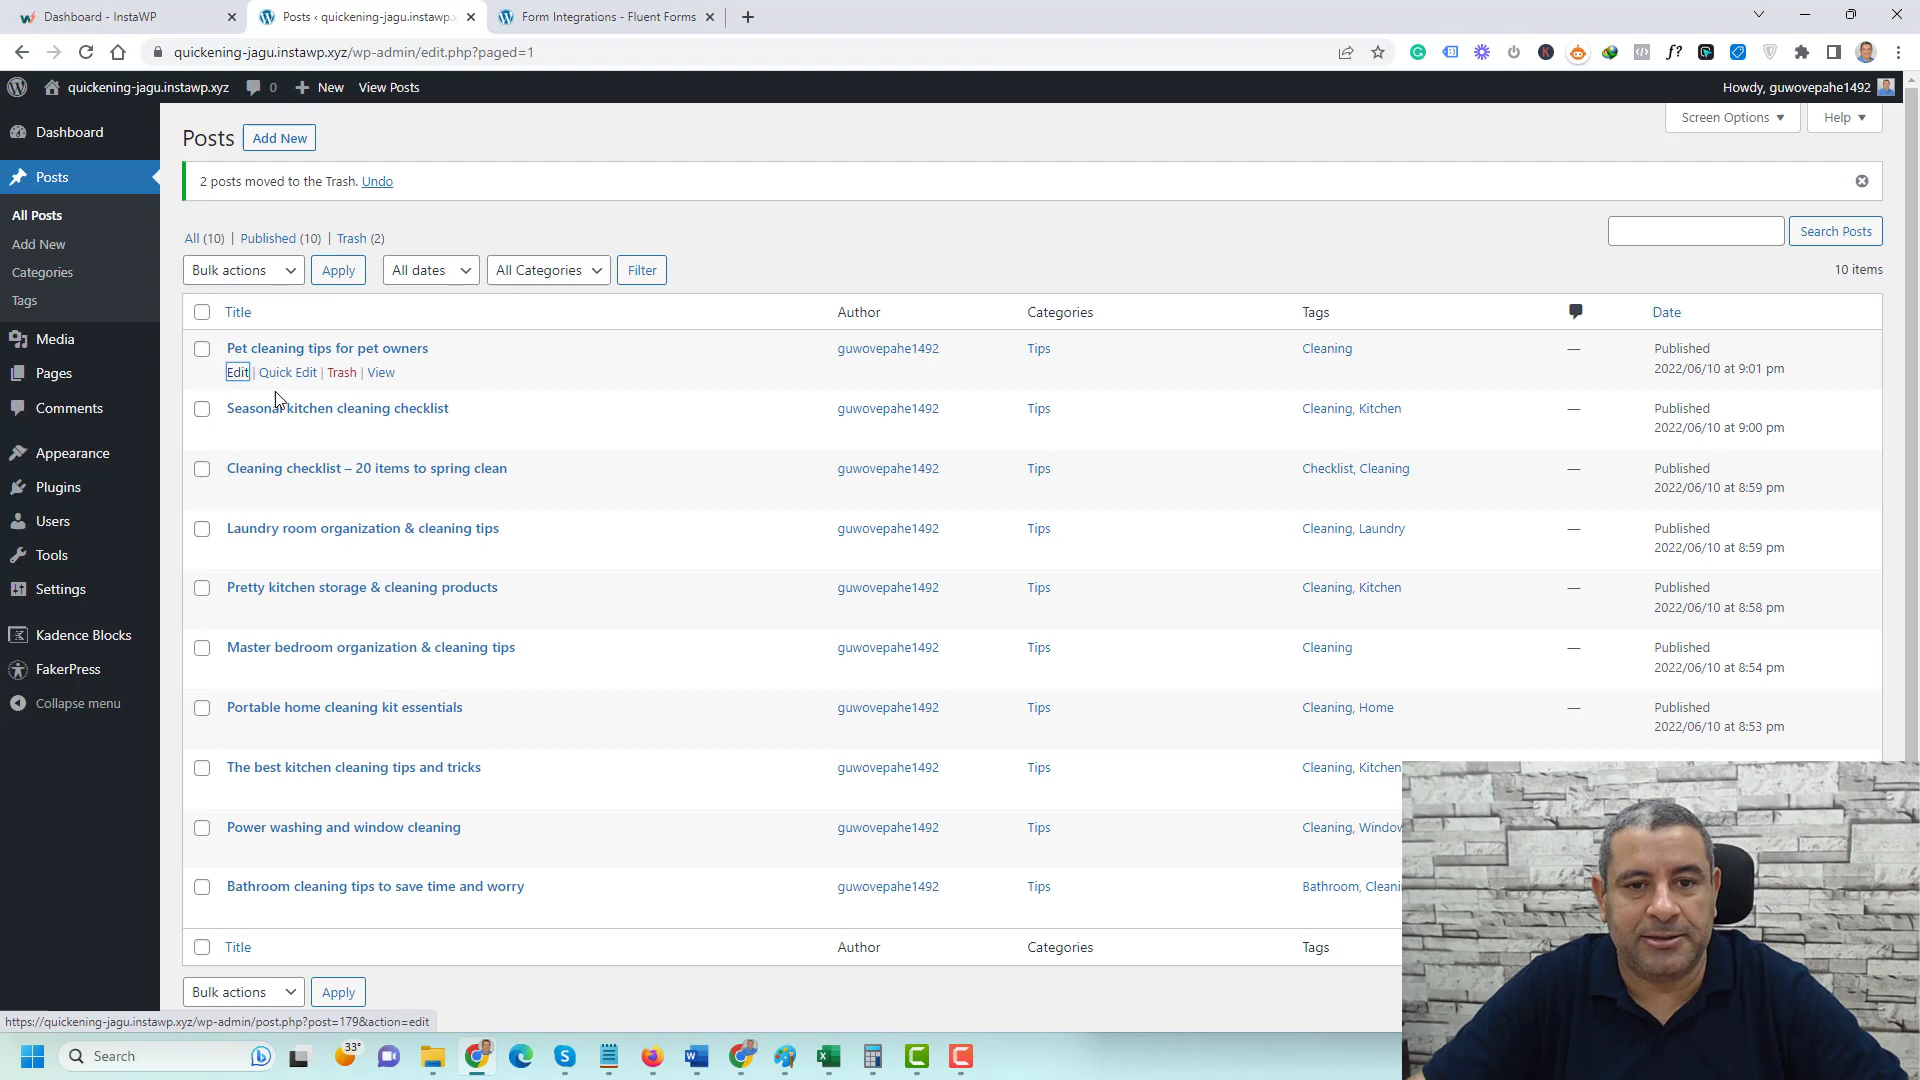 Dashboard - InstaWP
Posts ‹ quickening-jagu.instawp.x
Form Integrations - Fluent Forms
quickening-jagu.instawp.xyz/wp-admin/edit.php?paged=1
quickening-jagu.instawp.xyz 0 New View Posts
Howdy, guwovepahe1492
Dashboard
Posts
All Posts
Add New
Categories
Tags
Media
Pages
Comments
Appearance
Plugins
Users
Tools
Settings
Kadence Blocks
FakerPress
Collapse menu
Screen Options Help
Posts Add New
2 posts moved to the Trash. Undo
All (10) | Published (10) | Trash (2)
Search Posts
Bulk actions Apply All dates All Categories Filter
10 items
Title Author Categories Tags Date
Pet cleaning tips for pet owners guwovepahe1492 Tips Cleaning — Published
Edit | Quick Edit | Trash | View 2022/06/10 at 9:01 pm
Seasonal kitchen cleaning checklist guwovepahe1492 Tips Cleaning, Kitchen — Published
2022/06/10 at 9:00 pm
Cleaning checklist – 20 items to spring clean guwovepahe1492 Tips Checklist, Cleaning — Published
2022/06/10 at 8:59 pm
Laundry room organization & cleaning tips guwovepahe1492 Tips Cleaning, Laundry — Published
2022/06/10 at 8:59 pm
Pretty kitchen storage & cleaning products guwovepahe1492 Tips Cleaning, Kitchen — Published
2022/06/10 at 8:58 pm
Master bedroom organization & cleaning tips guwovepahe1492 Tips Cleaning — Published
2022/06/10 at 8:54 pm
Portable home cleaning kit essentials guwovepahe1492 Tips Cleaning, Home — Published
2022/06/10 at 8:53 pm
The best kitchen cleaning tips and tricks guwovepahe1492 Tips Cleaning, Kitchen
Power washing and window cleaning guwovepahe1492 Tips Cleaning, Window
Bathroom cleaning tips to save time and worry guwovepahe1492 Tips Bathroom, Cleani
Title Author Categories Tags
Bulk actions Apply
https://quickening-jagu.instawp.xyz/wp-admin/post.php?post=179&action=edit
Search
33°